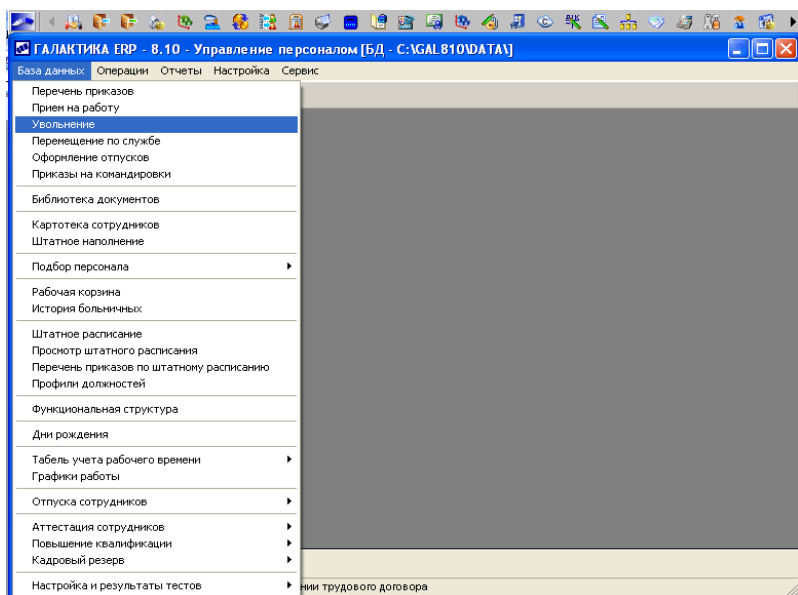 ГАЛАКТИКА ERP - 8.10 - Управление персоналом [БД - C:\GAL810\DATA\]
База данных Операции Отчеты Настройка Сервис
Перечень приказов
Прием на работу
Увольнение
Перемещение по службе
Оформление отпусков
Приказы на командировки
Библиотека документов
Картотека сотрудников
Штатное наполнение
Подбор персонала
Рабочая корзина
История больничных
Штатное расписание
Просмотр штатного расписания
Перечень приказов по штатному расписанию
Профили должностей
Функциональная структура
Дни рождения
Табель учета рабочего времени
Графики работы
Отпуска сотрудников
Аттестация сотрудников
Повышение квалификации
Кадровый резерв
Настройка и результаты тестов
нии трудового договора